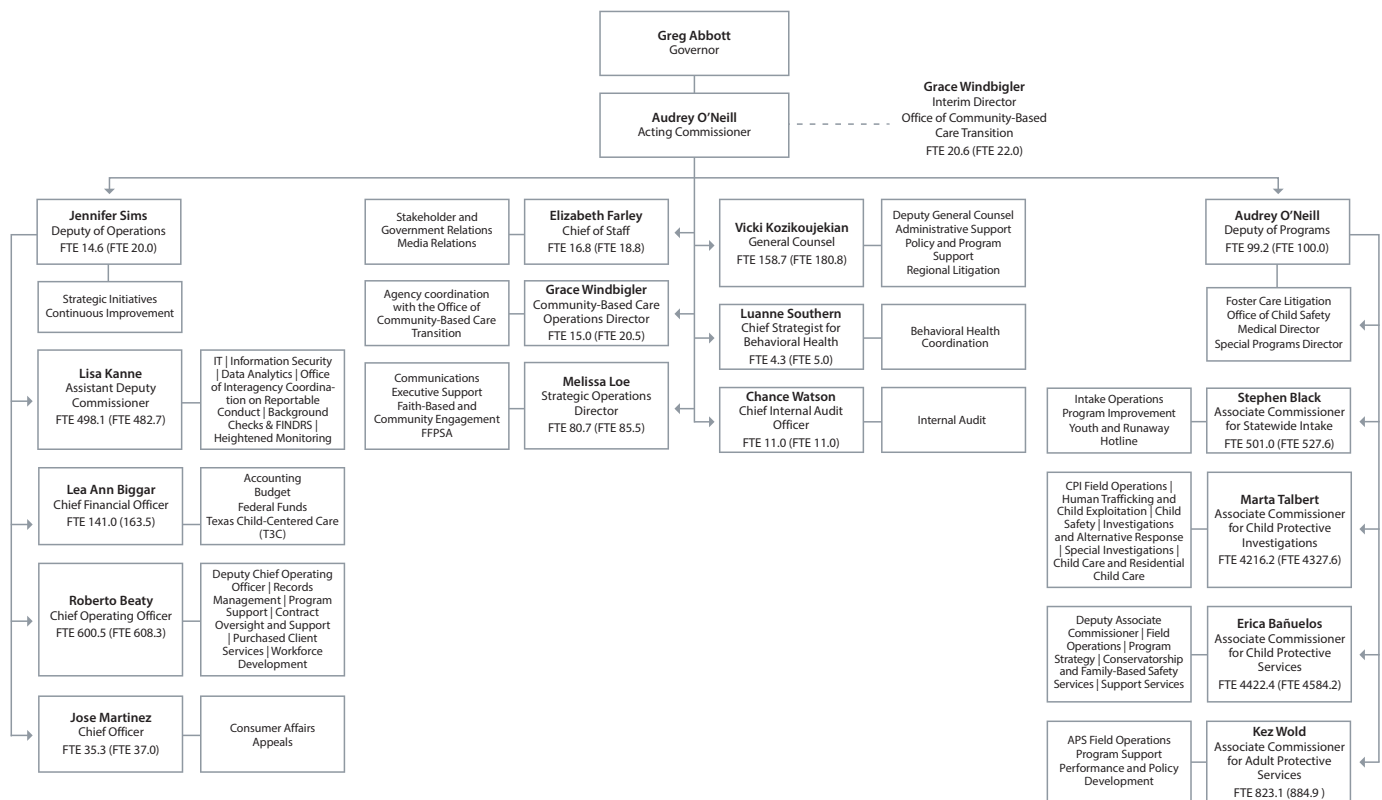 Greg Abbott
Governor
Audrey O’Neill
Acting Commissioner
Grace Windbigler
Interim Director
Office of Community-Based
Care Transition
FTE 20.6 (FTE 22.0)
Jennifer Sims
Deputy of Operations
FTE 14.6 (FTE 20.0)
Strategic Initiatives
Continuous Improvement
Lisa Kanne
Assistant Deputy
Commissioner
FTE 498.1 (FTE 482.7)
IT | Information Security
| Data Analytics | Office
of Interagency Coordina-
tion on Reportable
Conduct | Background
Checks & FINDRS |
Heightened Monitoring
Lea Ann Biggar
Chief Financial Officer
FTE 141.0 (163.5)
Accounting
Budget
Federal Funds
Texas Child-Centered Care
(T3C)
Roberto Beaty
Chief Operating Officer
FTE 600.5 (FTE 608.3)
Deputy Chief Operating
Officer | Records
Management | Program
Support | Contract
Oversight and Support
| Purchased Client
Services | Workforce
Development
Jose Martinez
Chief Officer
FTE 35.3 (FTE 37.0)
Consumer Affairs
Appeals
Stakeholder and
Government Relations
Media Relations
Elizabeth Farley
Chief of Staff
FTE 16.8 (FTE 18.8)
Agency coordination
with the Office of
Community-Based Care
Transition
Grace Windbigler
Community-Based Care
Operations Director
FTE 15.0 (FTE 20.5)
Communications
Executive Support
Faith-Based and
Community Engagement
FFPSA
Melissa Loe
Strategic Operations
Director
FTE 80.7 (FTE 85.5)
Vicki Kozikoujekian
General Counsel
FTE 158.7 (FTE 180.8)
Deputy General Counsel
Administrative Support
Policy and Program
Support
Regional Litigation
Luanne Southern
Chief Strategist for
Behavioral Health
FTE 4.3 (FTE 5.0)
Behavioral Health
Coordination
Chance Watson
Chief Internal Audit
Officer
FTE 11.0 (FTE 11.0)
Internal Audit
Audrey O’Neill
Deputy of Programs
FTE 99.2 (FTE 100.0)
Foster Care Litigation
Office of Child Safety
Medical Director
Special Programs Director
Intake Operations
Program Improvement
Youth and Runaway
Hotline
Stephen Black
Associate Commissioner
for Statewide Intake
FTE 501.0 (FTE 527.6)
CPI Field Operations |
Human Trafficking and
Child Exploitation | Child
Safety | Investigations
and Alternative Response
| Special Investigations |
Child Care and Residential
Child Care
Marta Talbert
Associate Commissioner
for Child Protective
Investigations
FTE 4216.2 (FTE 4327.6)
Deputy Associate
Commissioner | Field
Operations | Program
Strategy | Conservatorship
and Family-Based Safety
Services | Support Services
Erica Bañuelos
Associate Commissioner
for Child Protective
Services
FTE 4422.4 (FTE 4584.2)
APS Field Operations
Program Support
Performance and Policy
Development
Kez Wold
Associate Commissioner
for Adult Protective
Services
FTE 823.1 (884.9 )